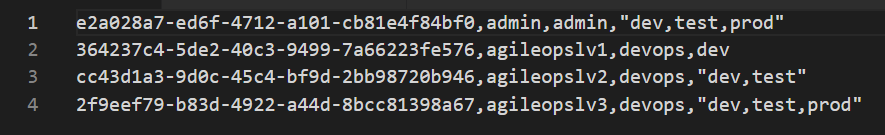 1 e2a028a7-ed6f-4712-a101-cb81e4f84bf0,admin,admin,"dev,test,prod"
2 364237c4-5de2-40c3-9499-7a66223fe576,agileopslv1,devops,dev
3 cc43d1a3-9d0c-45c4-bf9d-2bb98720b946,agileopslv2,devops,"dev,test"
4 2f9eef79-b83d-4922-a44d-8bcc81398a67,agileopslv3,devops,"dev,test,prod"